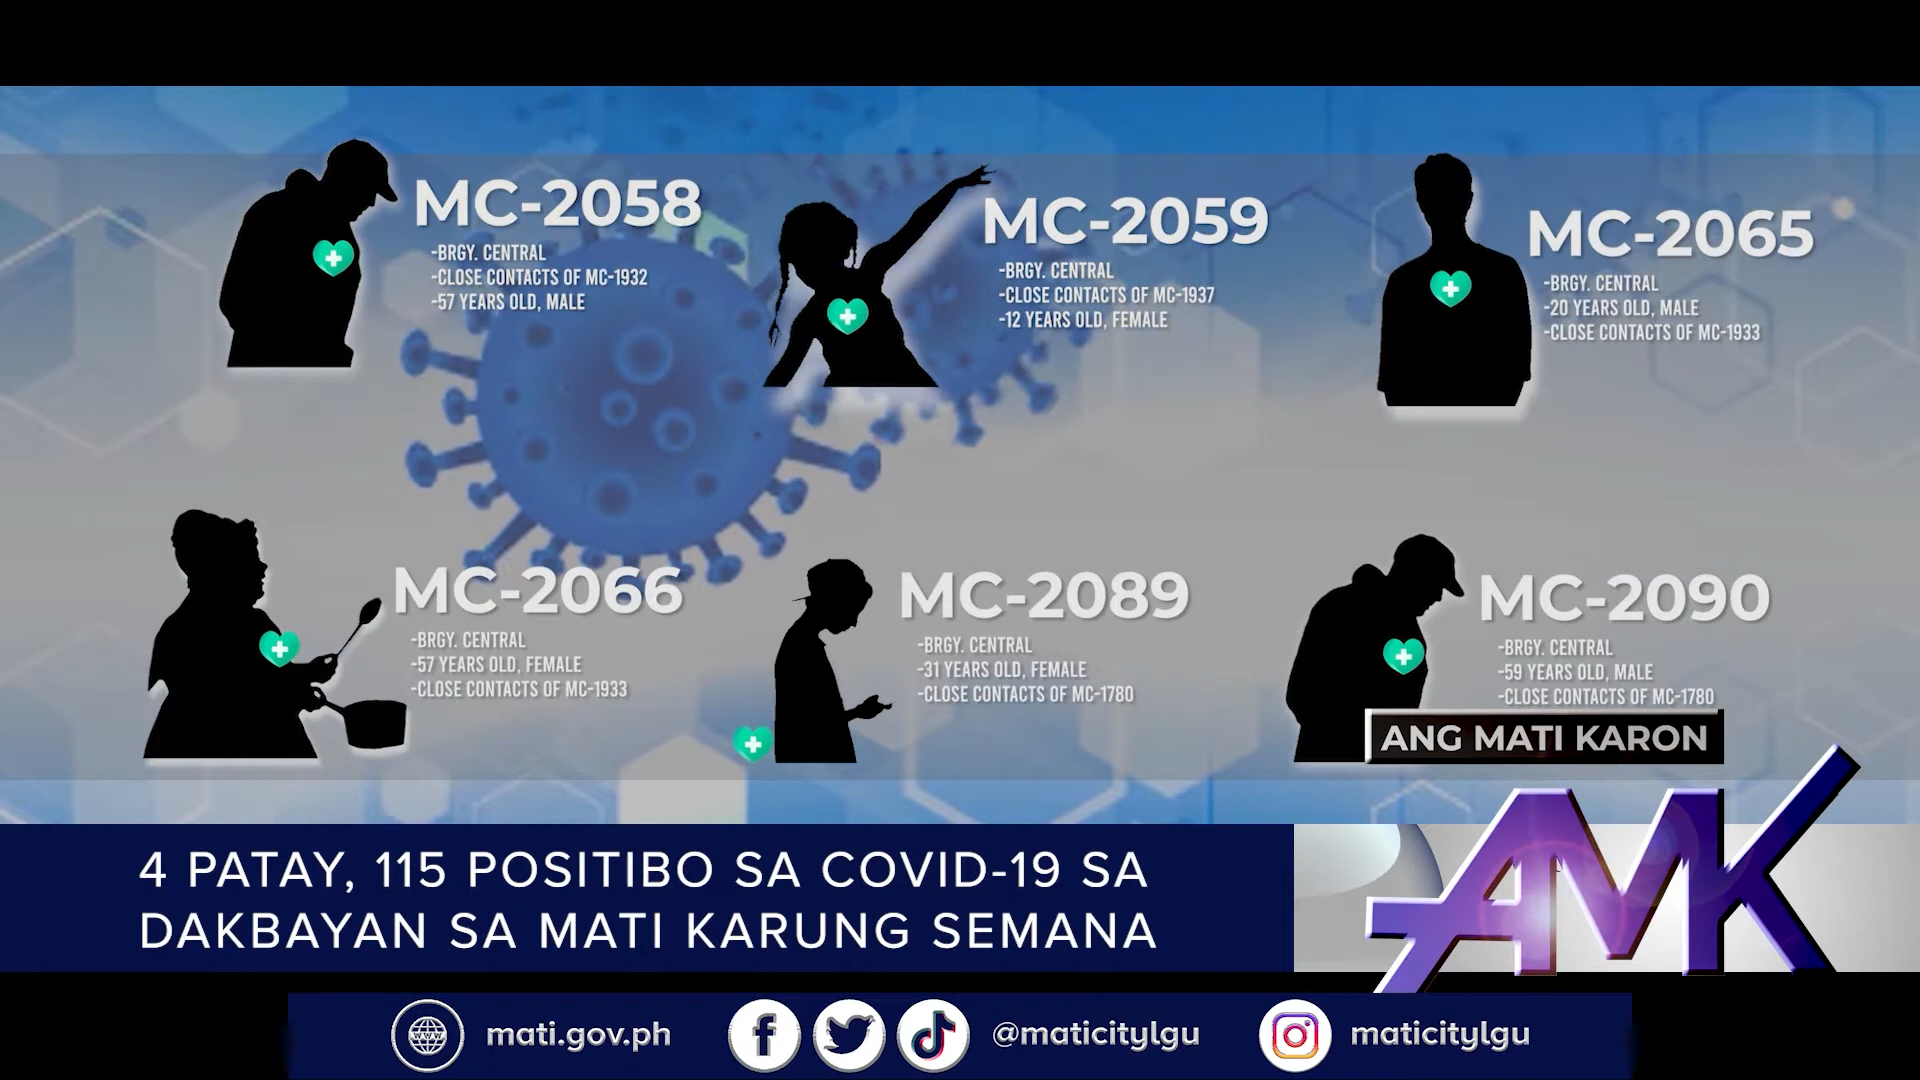 MC-2058
-BRGY. CENTRAL
-CLOSE CONTACTS OF MC-1932
-57 YEARS OLD, MALE
MC-2059
-BRGY. CENTRAL
-CLOSE CONTACTS OF MC-1937
-12 YEARS OLD, FEMALE
MC-2065
-BRGY. CENTRAL
-20 YEARS OLD, MALE
-CLOSE CONTACTS OF MC-1933
MC-2066
-BRGY. CENTRAL
-57 YEARS OLD, FEMALE
-CLOSE CONTACTS OF MC-1933
MC-2089
-BRGY. CENTRAL
-31 YEARS OLD, FEMALE
-CLOSE CONTACTS OF MC-1780
MC-2090
-BRGY. CENTRAL
-59 YEARS OLD, MALE
-CLOSE CONTACTS OF MC-1780
ANG MATI KARON
AMK
4 PATAY, 115 POSITIBO SA COVID-19 SA
DAKBAYAN SA MATI KARUNG SEMANA
www
mati.gov.ph
@maticitylgu
maticitylgu